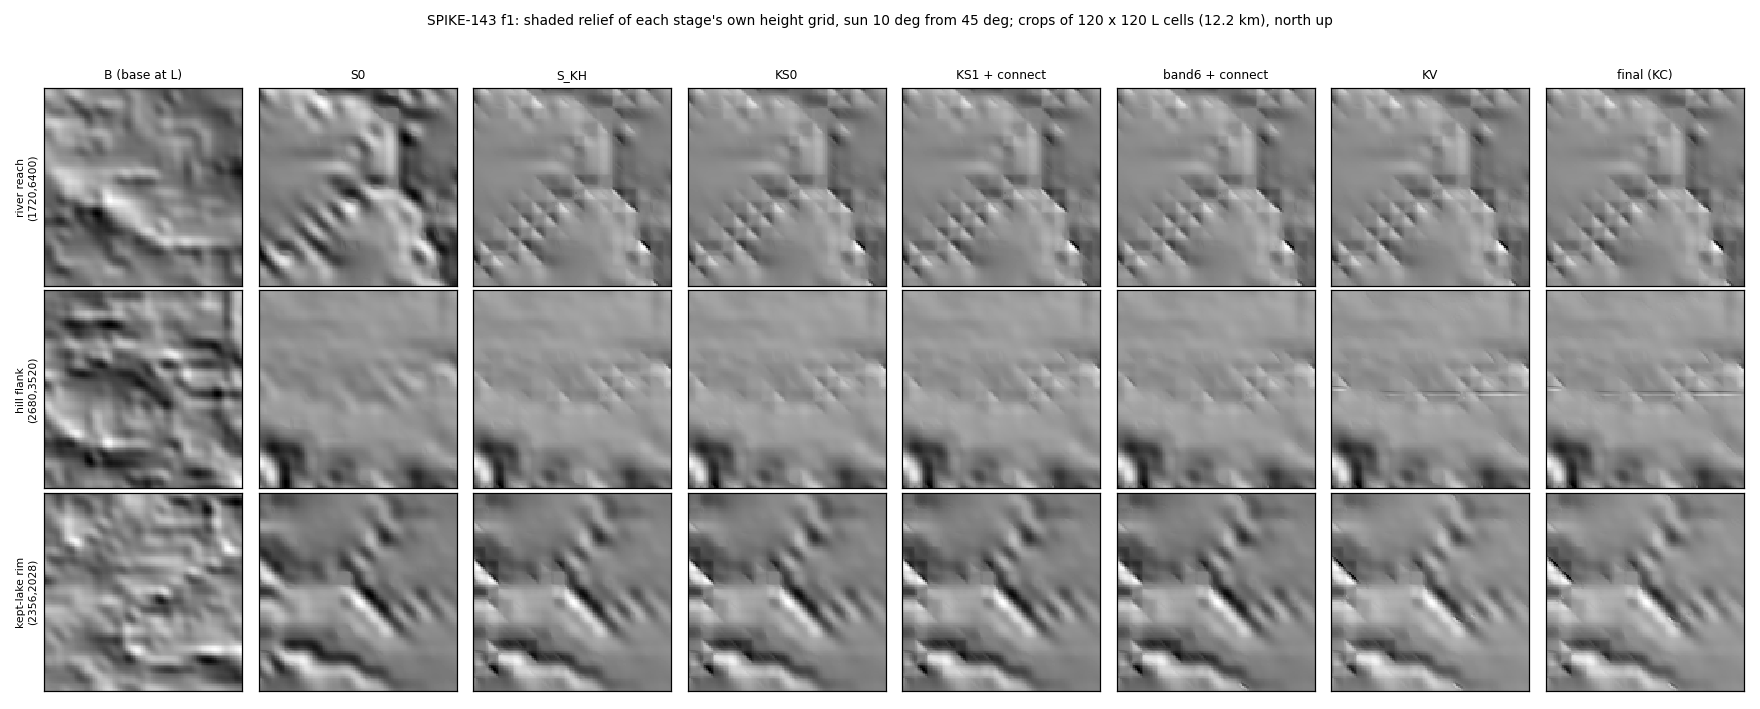 SPIKE-143 f1: shaded relief of each stage's own height grid, sun 10 deg from 45 deg; crops of 120 x 120 L cells (12.2 km), north up
B (base at L) S0 S_KH KS0 KS1 + connect band6 + connect KV final (KC)
river reach
(1720,6400)
hill flank
(2680,3520)
kept-lake rim
(2356,2028)